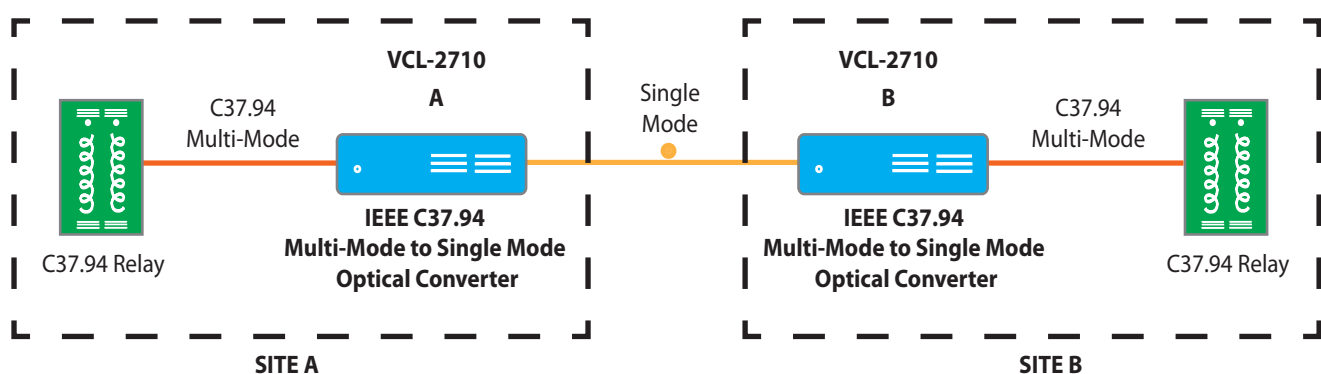 VCL-2710
A
C37.94
Multi-Mode
IEEE C37.94
Multi-Mode to Single Mode
Optical Converter
C37.94 Relay
SITE A
Single
Mode
VCL-2710
B
C37.94
Multi-Mode
IEEE C37.94
Multi-Mode to Single Mode
Optical Converter
C37.94 Relay
SITE B